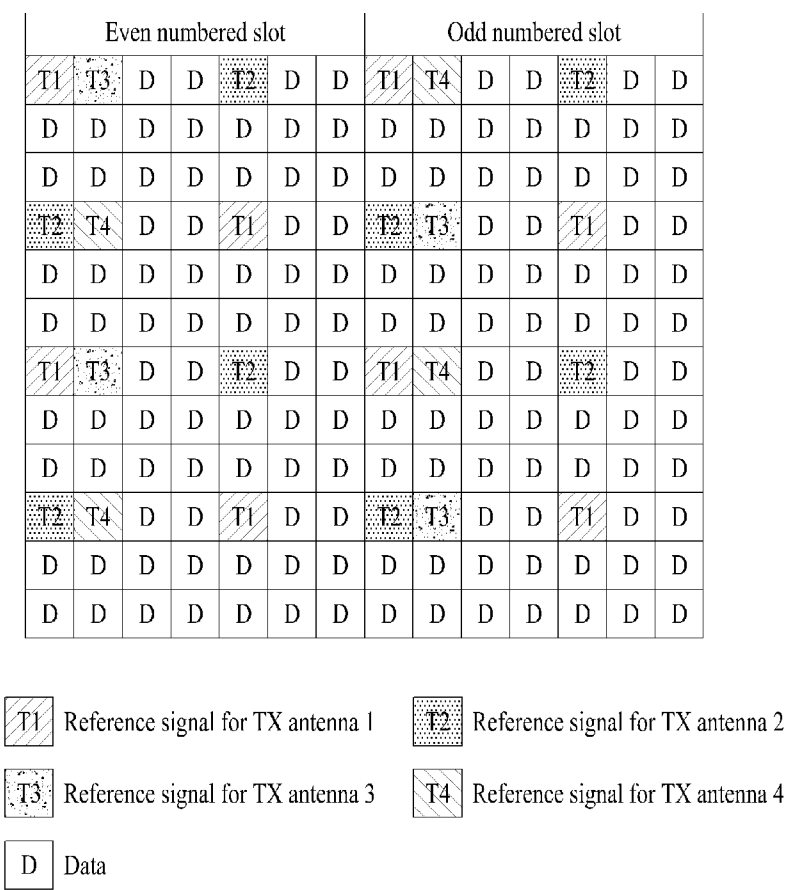 Even numbered slot Odd numbered slot
T1 T3 D D T2 D D T1 T4 D D T2 D D
D D D D D D D D D D D D D D
D D D D D D D D D D D D D D
T2 T4 D D T1 D D T2 T3 D D T1 D D
D D D D D D D D D D D D D D
D D D D D D D D D D D D D D
T1 T3 D D T2 D D T1 T4 D D T2 D D
D D D D D D D D D D D D D D
D D D D D D D D D D D D D D
T2 T4 D D T1 D D T2 T3 D D T1 D D
D D D D D D D D D D D D D D
D D D D D D D D D D D D D D
T1 Reference signal for TX antenna 1 T2 Reference signal for TX antenna 2
T3 Reference signal for TX antenna 3 T4 Reference signal for TX antenna 4
D Data